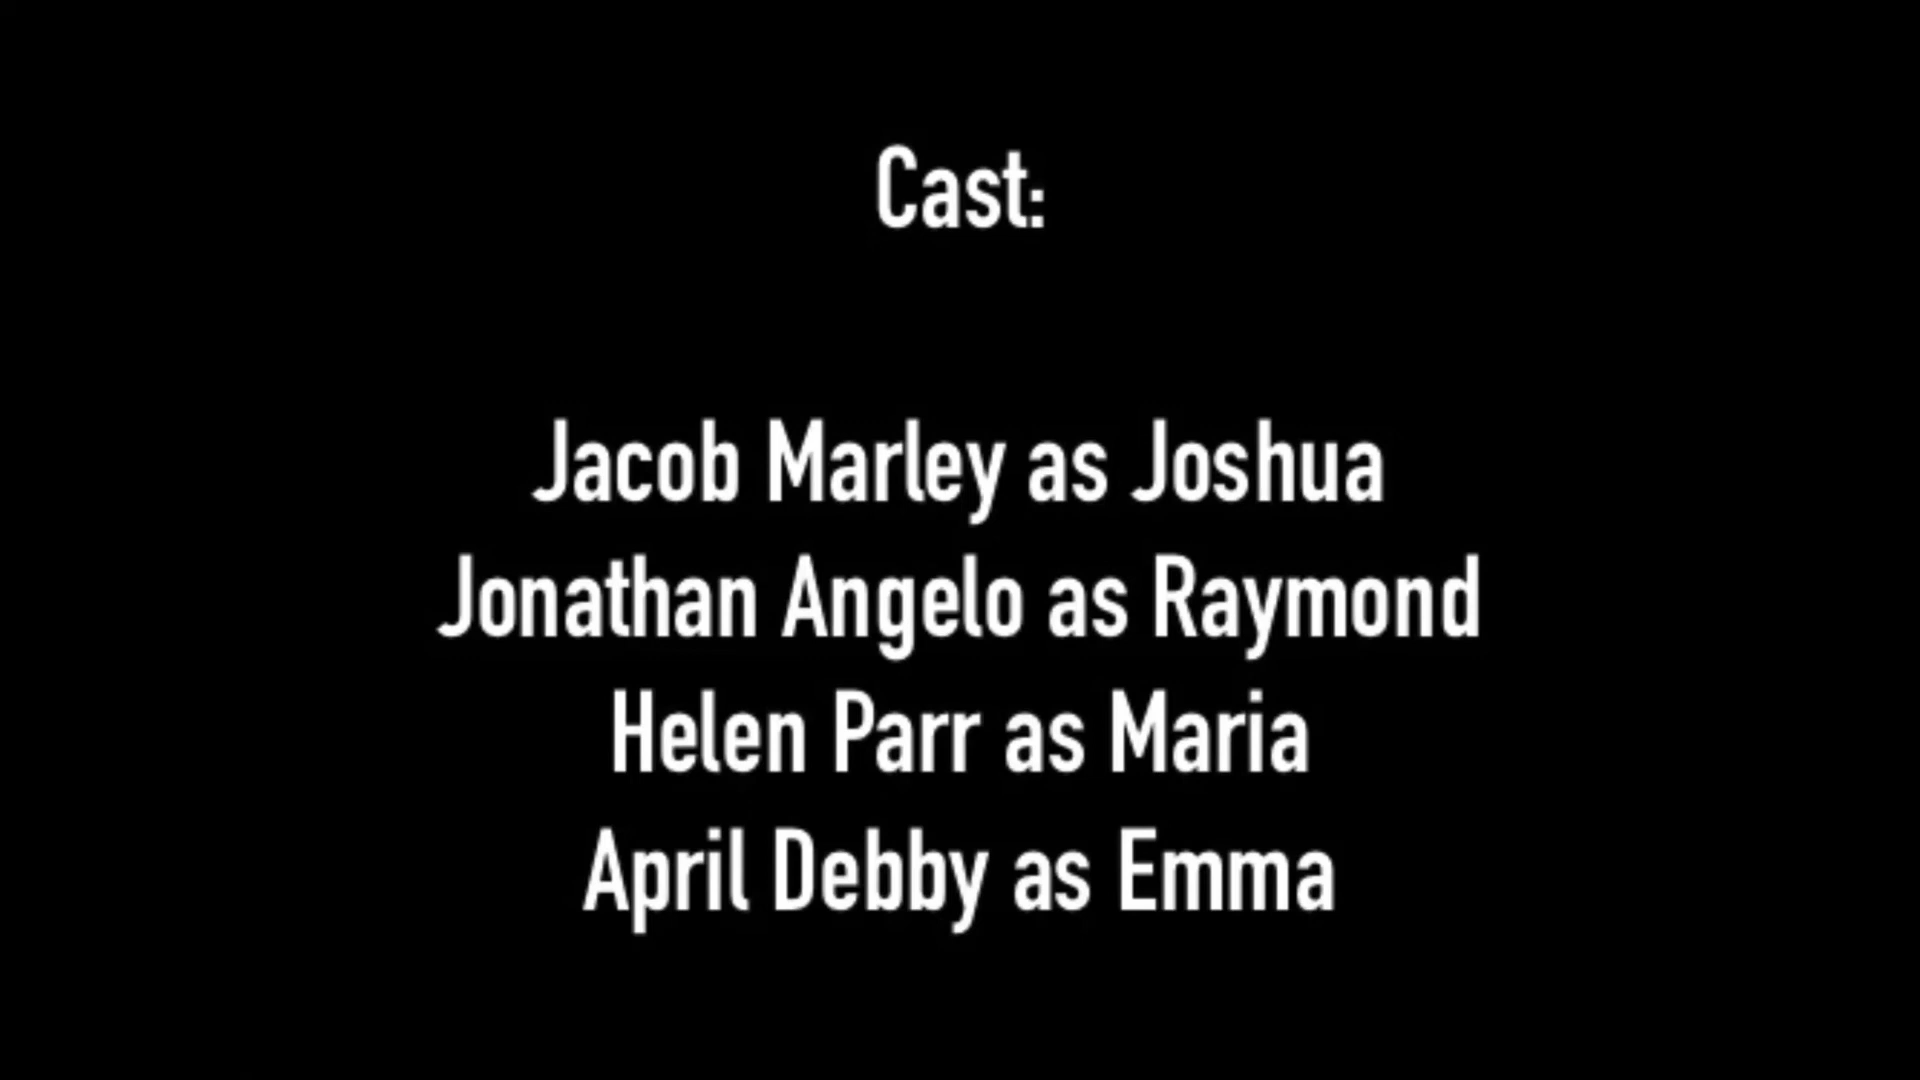 Cast:
Jacob Marley as Joshua
Jonathan Angelo as Raymond
Helen Parr as Maria
April Debby as Emma